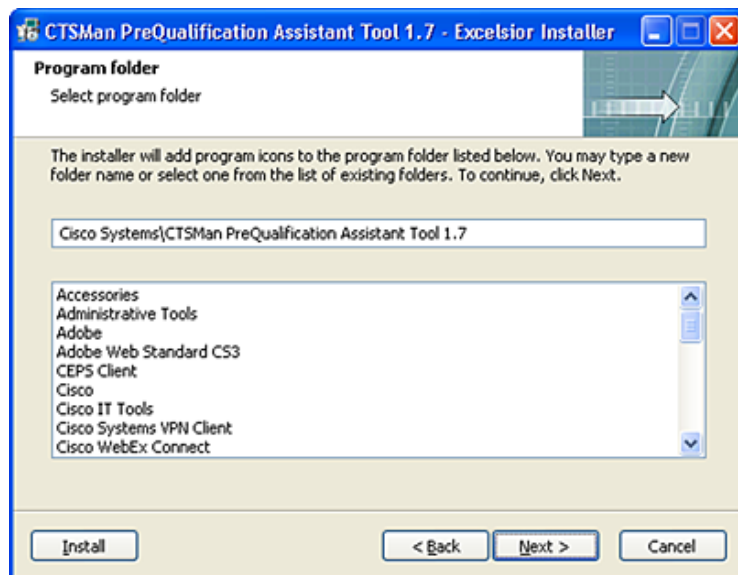 CTSMan PreQualification Assistant Tool 1.7 - Excelsior Installer
Program folder
Select program folder
The installer will add program icons to the program folder listed below. You may type a new
folder name or select one from the list of existing folders. To continue, click Next.
Cisco Systems\CTSMan PreQualification Assistant Tool 1.7
Accessories
Administrative Tools
Adobe
Adobe Web Standard CS3
CEPS Client
Cisco
Cisco IT Tools
Cisco Systems VPN Client
Cisco WebEx Connect
Install
< Back
Next >
Cancel